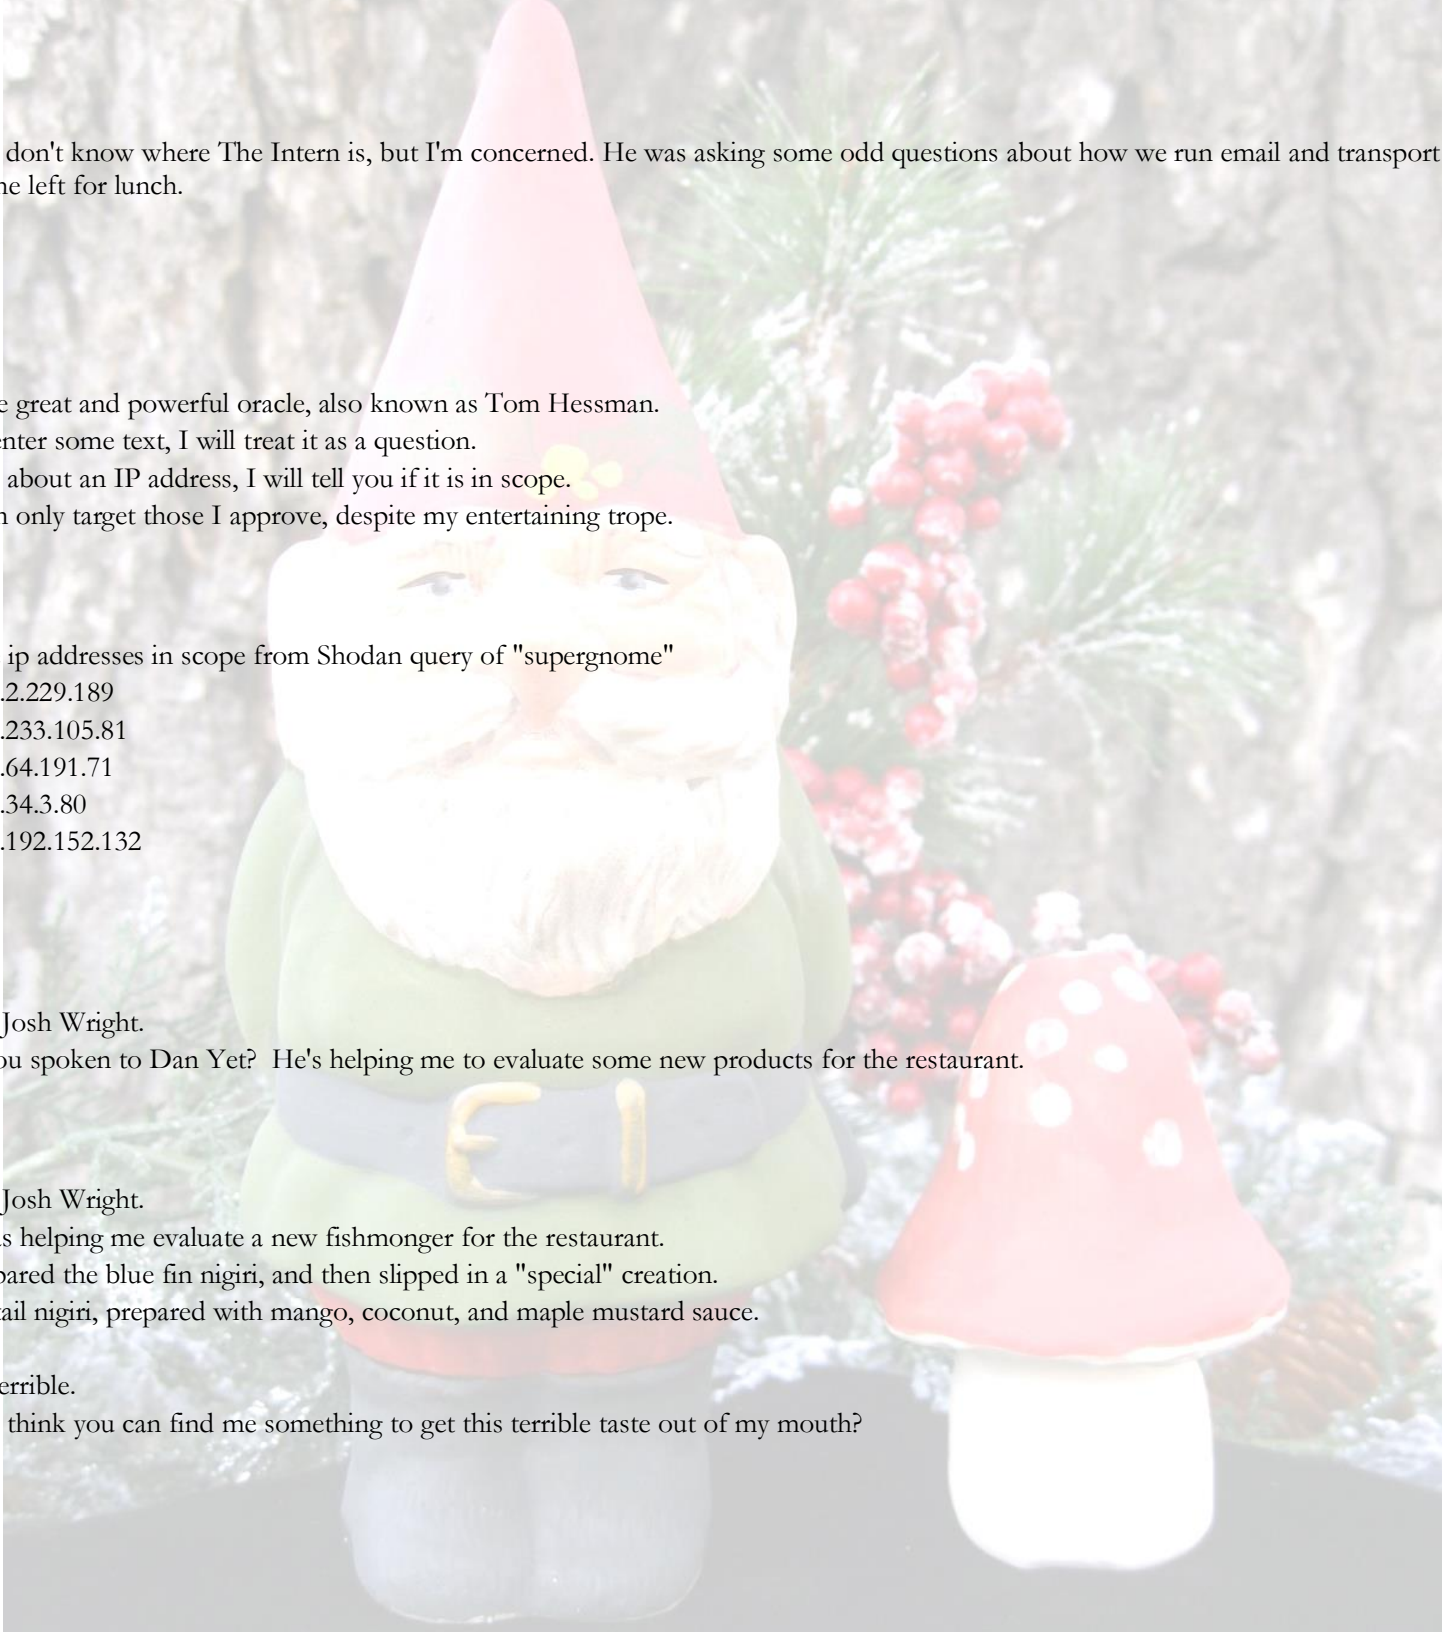 don't know where The Intern is, but I'm concerned. He was asking some odd questions about how we run email and transport
he left for lunch.
great and powerful oracle, also known as Tom Hessman.
enter some text, I will treat it as a question.
about an IP address, I will tell you if it is in scope.
only target those I approve, despite my entertaining trope.
ip addresses in scope from Shodan query of "supergnome"
.2.229.189
.233.105.81
.64.191.71
.34.3.80
.192.152.132
Josh Wright.
spoken to Dan Yet? He's helping me to evaluate some new products for the restaurant.
Josh Wright.
helping me evaluate a new fishmonger for the restaurant.
the blue fin nigiri, and then slipped in a "special" creation.
nigiri, prepared with mango, coconut, and maple mustard sauce.
terrible.
think you can find me something to get this terrible taste out of my mouth?